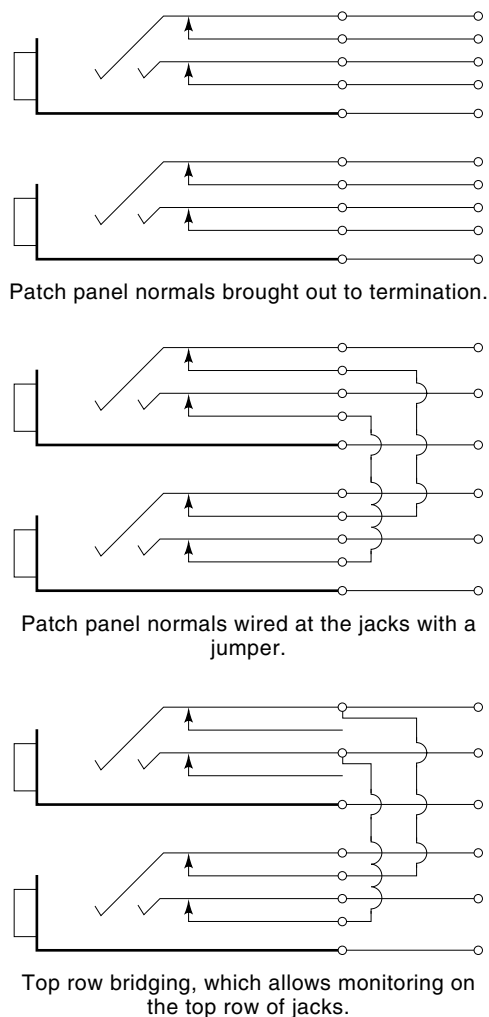 Patch panel normals brought out to termination.
Patch panel normals wired at the jacks with a
jumper.
Top row bridging, which allows monitoring on
the top row of jacks.